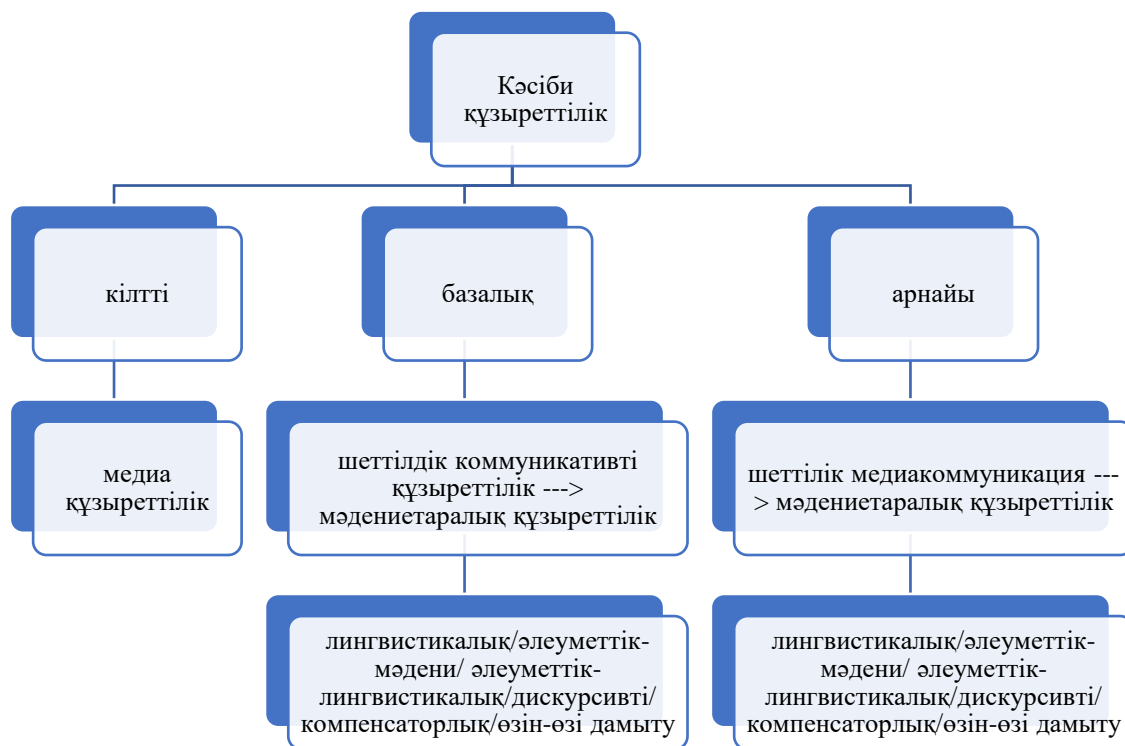 Кәсіби
құзыреттілік
кілтті
базалық
арнайы
медиа
құзыреттілік
шеттілдік коммуникативті
құзыреттілік --->
мәдениетаралық құзыреттілік
шеттілік медиакоммуникация ---
> мәдениетаралық құзыреттілік
лингвистикалық/әлеуметтік-
мәдени/ әлеуметтік-
лингвистикалық/дискурсивті/
компенсаторлық/өзін-өзі дамыту
лингвистикалық/әлеуметтік-
мәдени/ әлеуметтік-
лингвистикалық/дискурсивті/
компенсаторлық/өзін-өзі дамыту